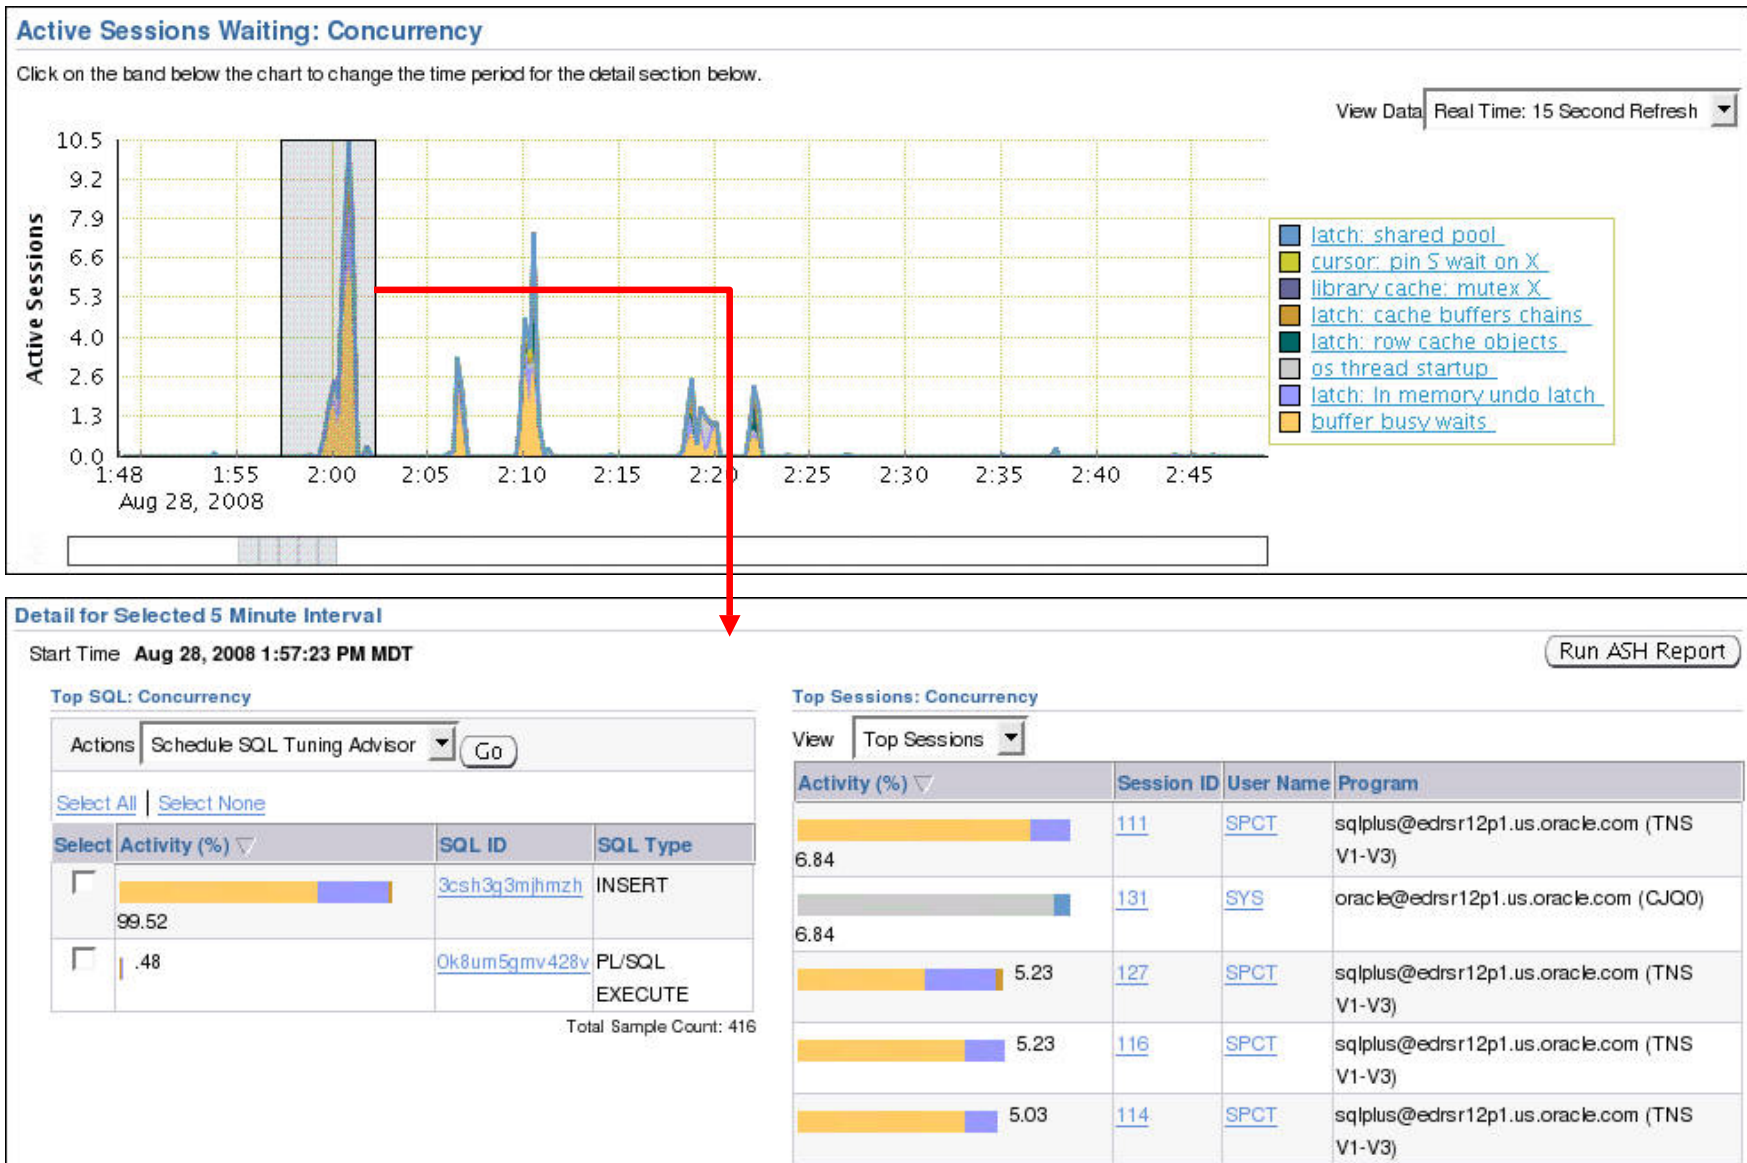 Active Sessions Waiting: Concurrency
Click on the band below the chart to change the time period for the detail section below.
View Data Real Time: 15 Second Refresh
Active Sessions
10.5
9.2
7.9
6.6
5.3
4.0
2.6
1.3
0.0
1:48 1:55 2:00 2:05 2:10 2:15 2:20 2:25 2:30 2:35 2:40 2:45
Aug 28, 2008
latch: shared pool
cursor: pin S wait on X
library cache: mutex X
latch: cache buffers chains
latch: row cache objects
os thread startup
latch: In memory undo latch
buffer busy waits
Detail for Selected 5 Minute Interval
Start Time Aug 28, 2008 1:57:23 PM MDT
Run ASH Report
Top SQL: Concurrency
Actions Schedule SQL Tuning Advisor Go
Select All | Select None
Select Activity (%) SQL ID SQL Type
99.52 3csh3g3mjhmzh INSERT
.48 0k8um5gmv428v PL/SQL
EXECUTE
Total Sample Count: 416
Top Sessions: Concurrency
View Top Sessions
Activity (%) Session ID User Name Program
6.84 111 SPCT sqlplus@edrsr12p1.us.oracle.com (TNS
V1-V3)
6.84 131 SYS oracle@edrsr12p1.us.oracle.com (CJQ0)
5.23 127 SPCT sqlplus@edrsr12p1.us.oracle.com (TNS
V1-V3)
5.23 116 SPCT sqlplus@edrsr12p1.us.oracle.com (TNS
V1-V3)
5.03 114 SPCT sqlplus@edrsr12p1.us.oracle.com (TNS
V1-V3)